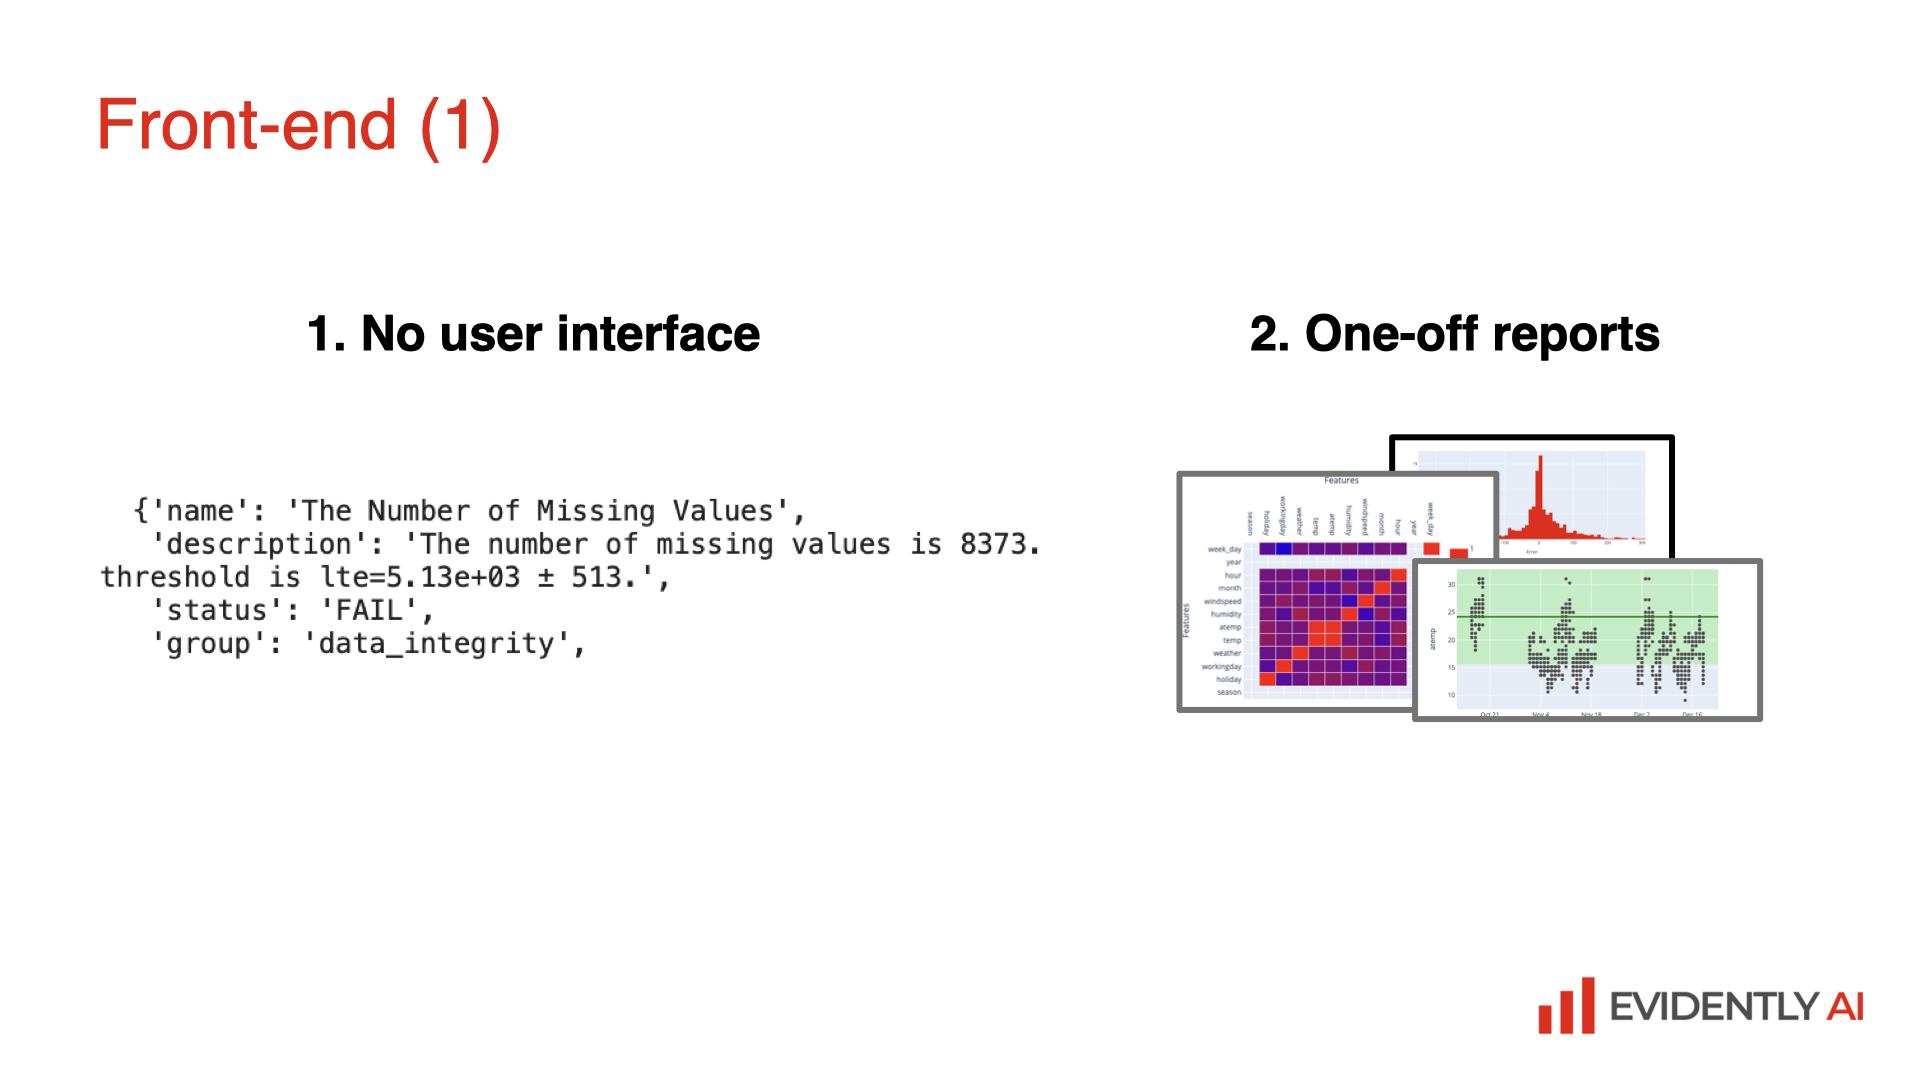 Front-end (1)
1. No user interface
{'name': 'The Number of Missing Values',
'description': 'The number of missing values is 8373.
threshold is lte=5.13e+03 ± 513.',
'status': 'FAIL',
'group': 'data_integrity',
2. One-off reports
Features
season
holiday
workingday
weather
temp
atemp
humidity
windspeed
month
hour
year
week_day
1
Features
week_day
year
hour
month
windspeed
humidity
atemp
temp
weather
workingday
holiday
season
Error
atemp
30
25
20
15
10
Oct 21
Nov 4
Nov 18
Dec 2
Dec 16
EVIDENTLY AI